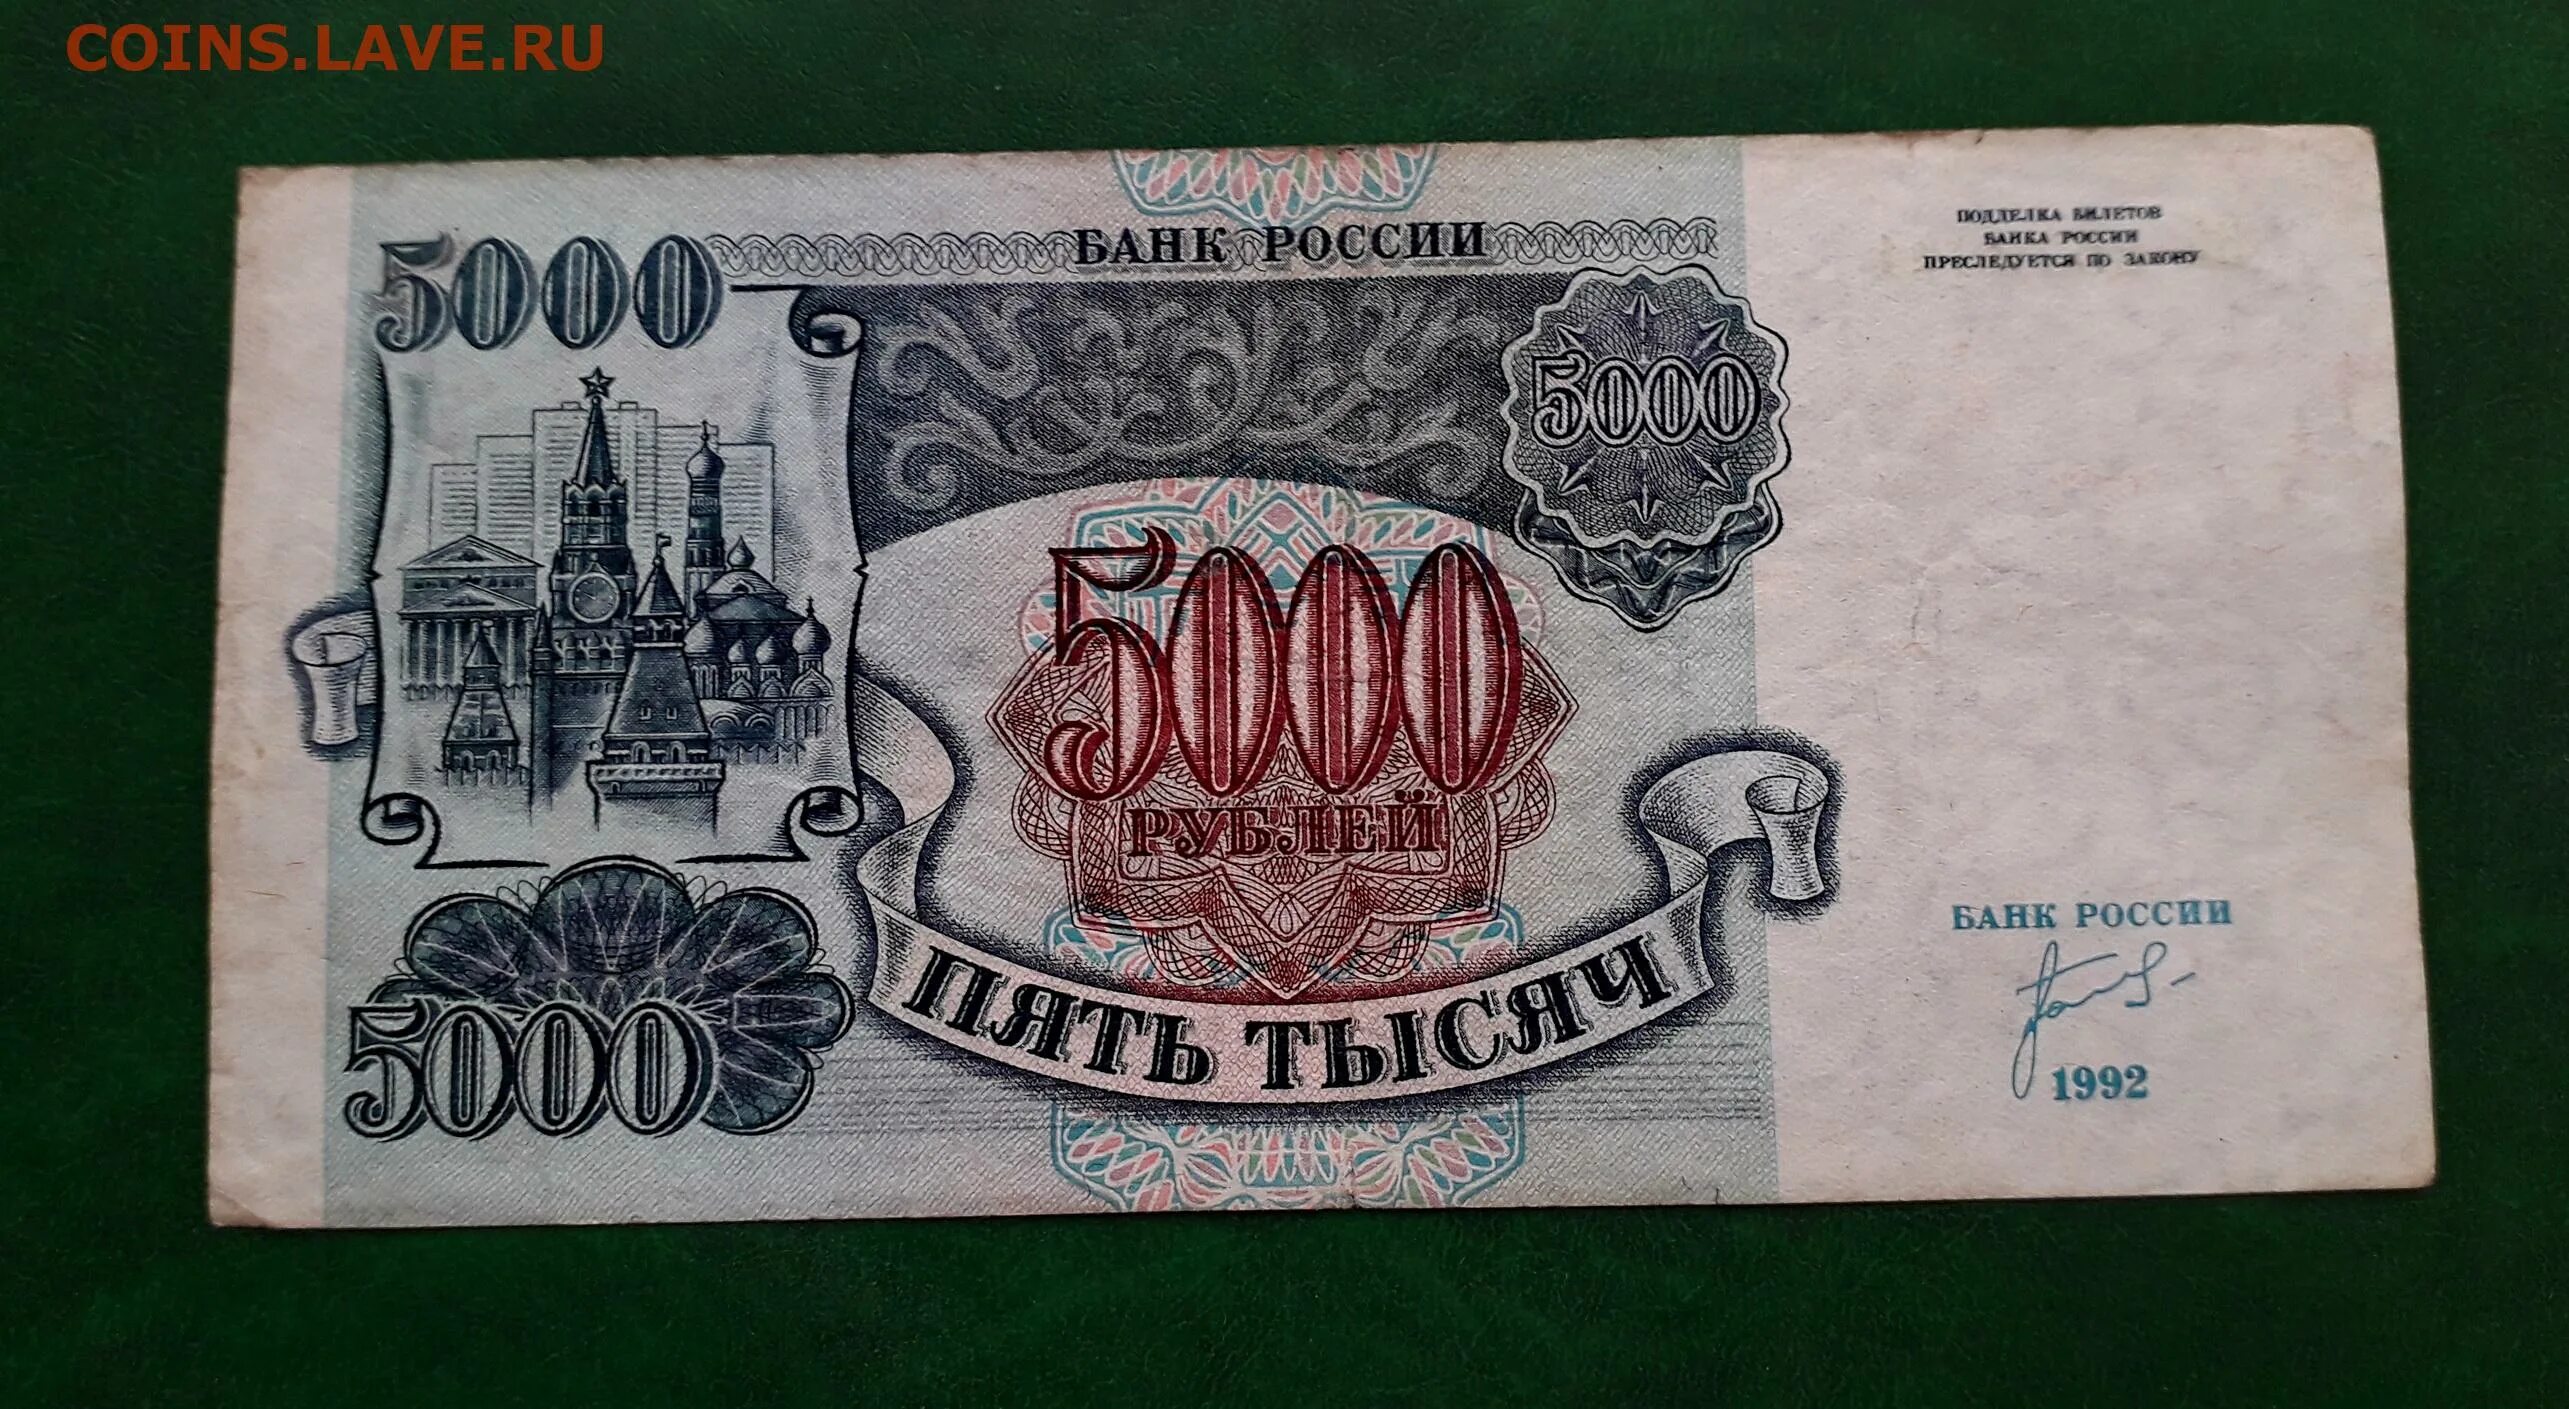 COINS.LAVE.RU
5000
БАНК РОССИИ
ПОДДЕЛКА БИЛЕТОВ
БАНКА РОССИИ
ПРЕСЛЕДУЕТСЯ ПО ЗАКОНУ
5000
5000
РУБЛЕЙ
БАНК РОССИИ
5000
ПЯТЬ ТЫСЯЧ
1992